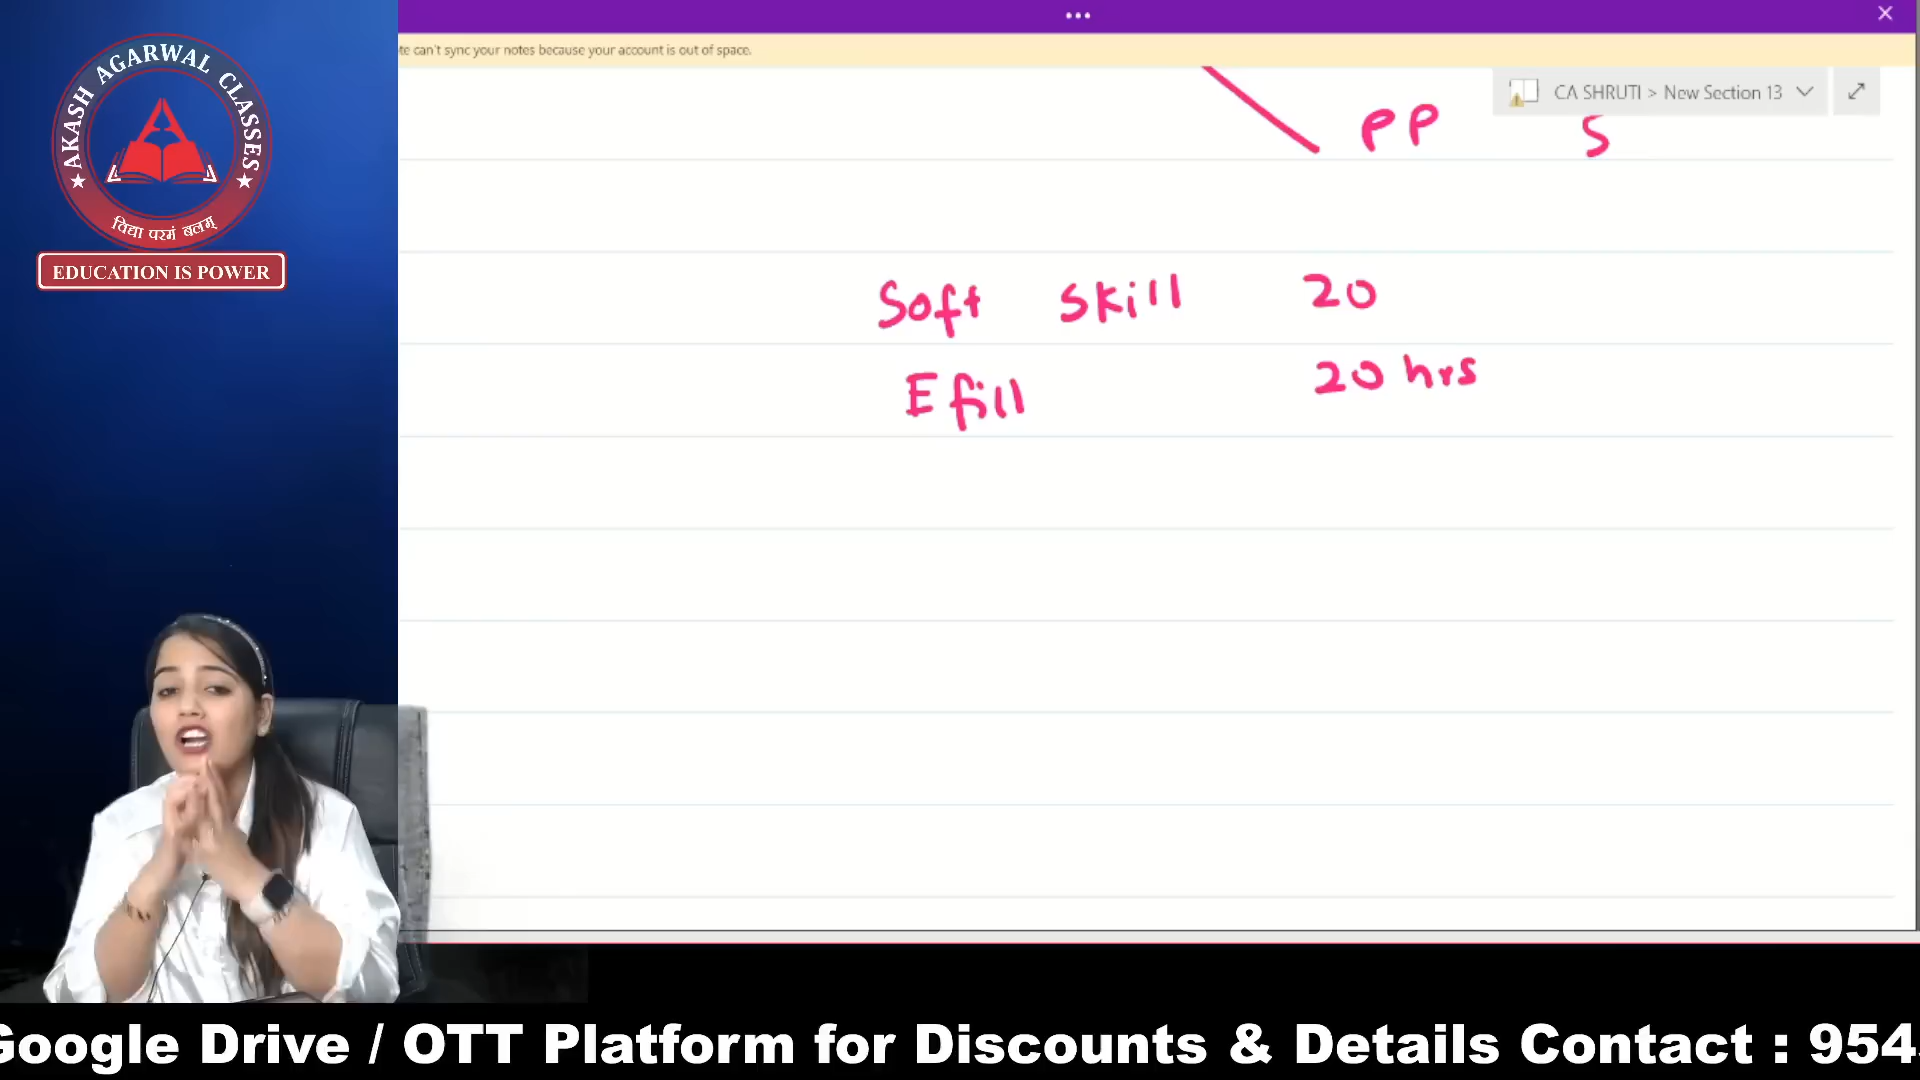 AKASH AGARWAL CLASSES
विद्या परमं बलम्
EDUCATION IS POWER
can't sync your notes because your account is out of space.
CA SHRUTI > New Section 13
PP 5
Soft Skill 20
E fill 20 hrs
Google Drive / OTT Platform for Discounts & Details Contact : 954